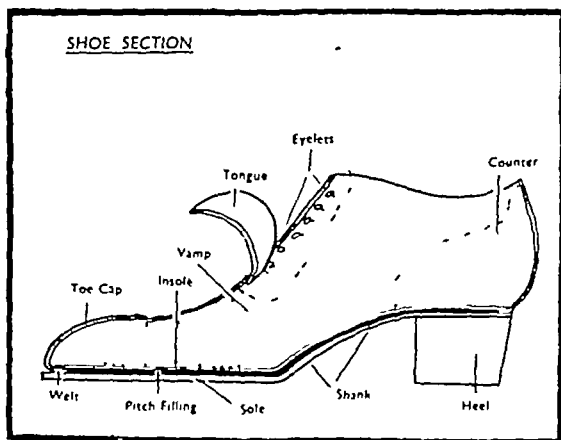 SHOE SECTION
Eyelets
Tongue
Counter
Vamp
Insole
Toe Cap
Welt
Pitch Filling
Sole
Shank
Heel